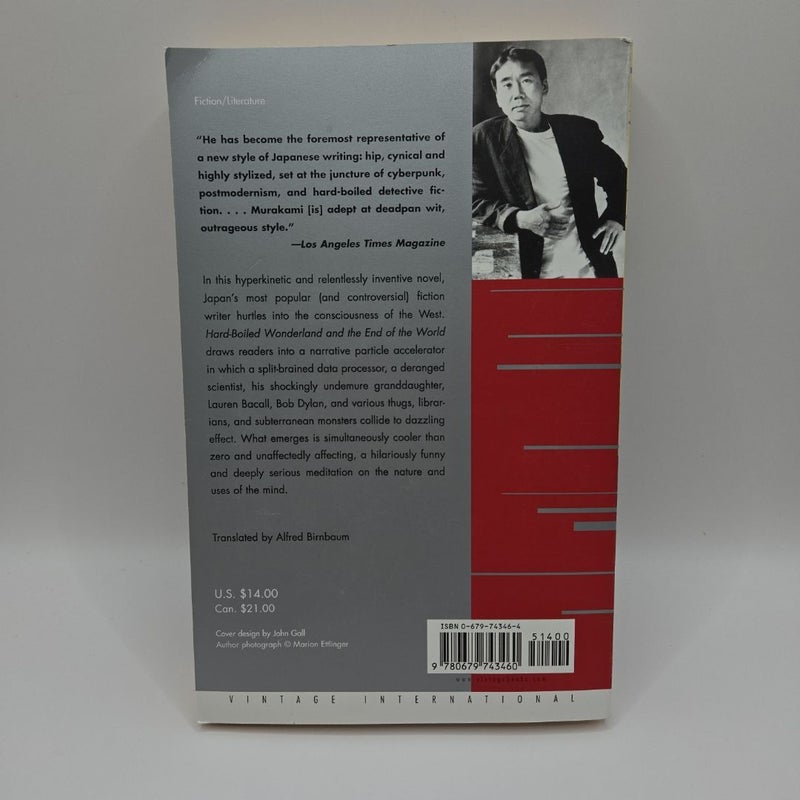 Fiction/Literature
"He has become the foremost representative of
a new style of Japanese writing: hip, cynical and
highly stylized, set at the juncture of cyberpunk,
postmodernism, and hard-boiled detective fic-
tion. . . . Murakami [is] adept at deadpan wit,
outrageous style."
—Los Angeles Times Magazine
In this hyperkinetic and relentlessly inventive novel,
Japan's most popular (and controversial) fiction
writer hurtles into the consciousness of the West.
Hard-Boiled Wonderland and the End of the World
draws readers into a narrative particle accelerator
in which a split-brained data processor, a deranged
scientist, his shockingly undemure granddaughter,
Lauren Bacall, Bob Dylan, and various thugs, librar-
ians, and subterranean monsters collide to dazzling
effect. What emerges is simultaneously cooler than
zero and unaffectedly affecting, a hilariously funny
and deeply serious meditation on the nature and
uses of the mind.
Translated by Alfred Birnbaum
U.S. $14.00
Can. $21.00
Cover design by John Gall
Author photograph © Marion Ettlinger
ISBN 0-679-74346-4
51400
9 780679 743460
www.vintagebooks.com
VINTAGE INTERNATIONAL